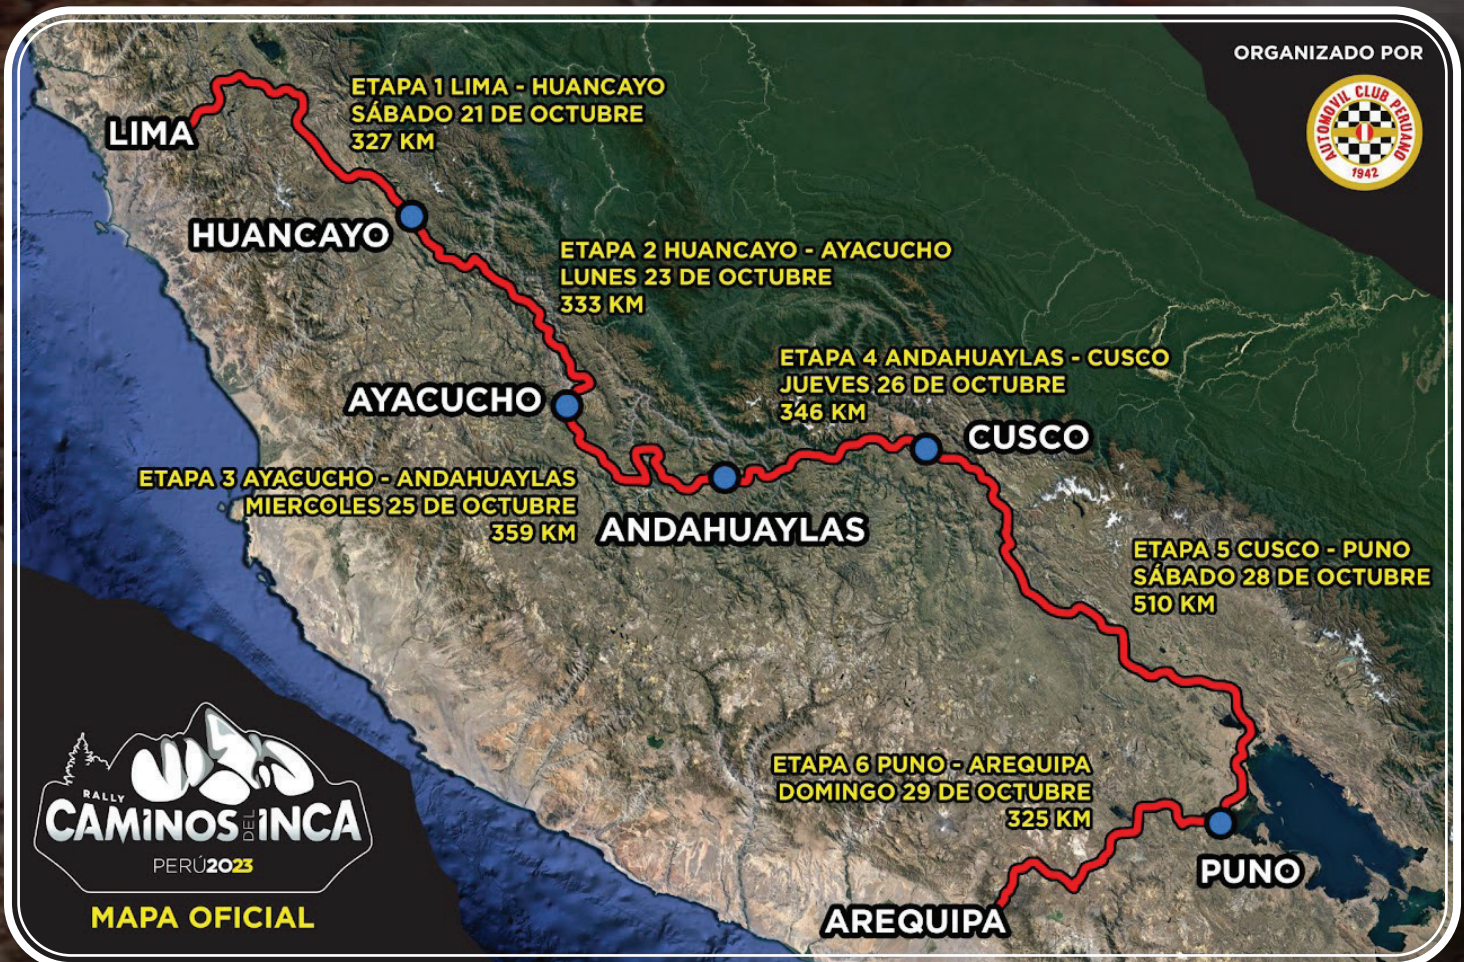 ORGANIZADO POR
AUTOMOVIL CLUB PERUANO
1942
ETAPA 1 LIMA - HUANCAYO
SÁBADO 21 DE OCTUBRE
327 KM
LIMA
HUANCAYO
ETAPA 2 HUANCAYO - AYACUCHO
LUNES 23 DE OCTUBRE
333 KM
ETAPA 4 ANDAHUAYLAS - CUSCO
JUEVES 26 DE OCTUBRE
346 KM
AYACUCHO
CUSCO
ETAPA 3 AYACUCHO - ANDAHUAYLAS
MIERCOLES 25 DE OCTUBRE
359 KM
ANDAHUAYLAS
ETAPA 5 CUSCO - PUNO
SÁBADO 28 DE OCTUBRE
510 KM
ETAPA 6 PUNO - AREQUIPA
DOMINGO 29 DE OCTUBRE
325 KM
PUNO
AREQUIPA
RALLY
CAMiNOS DEL iNCA
PERÚ2023
MAPA OFICIAL